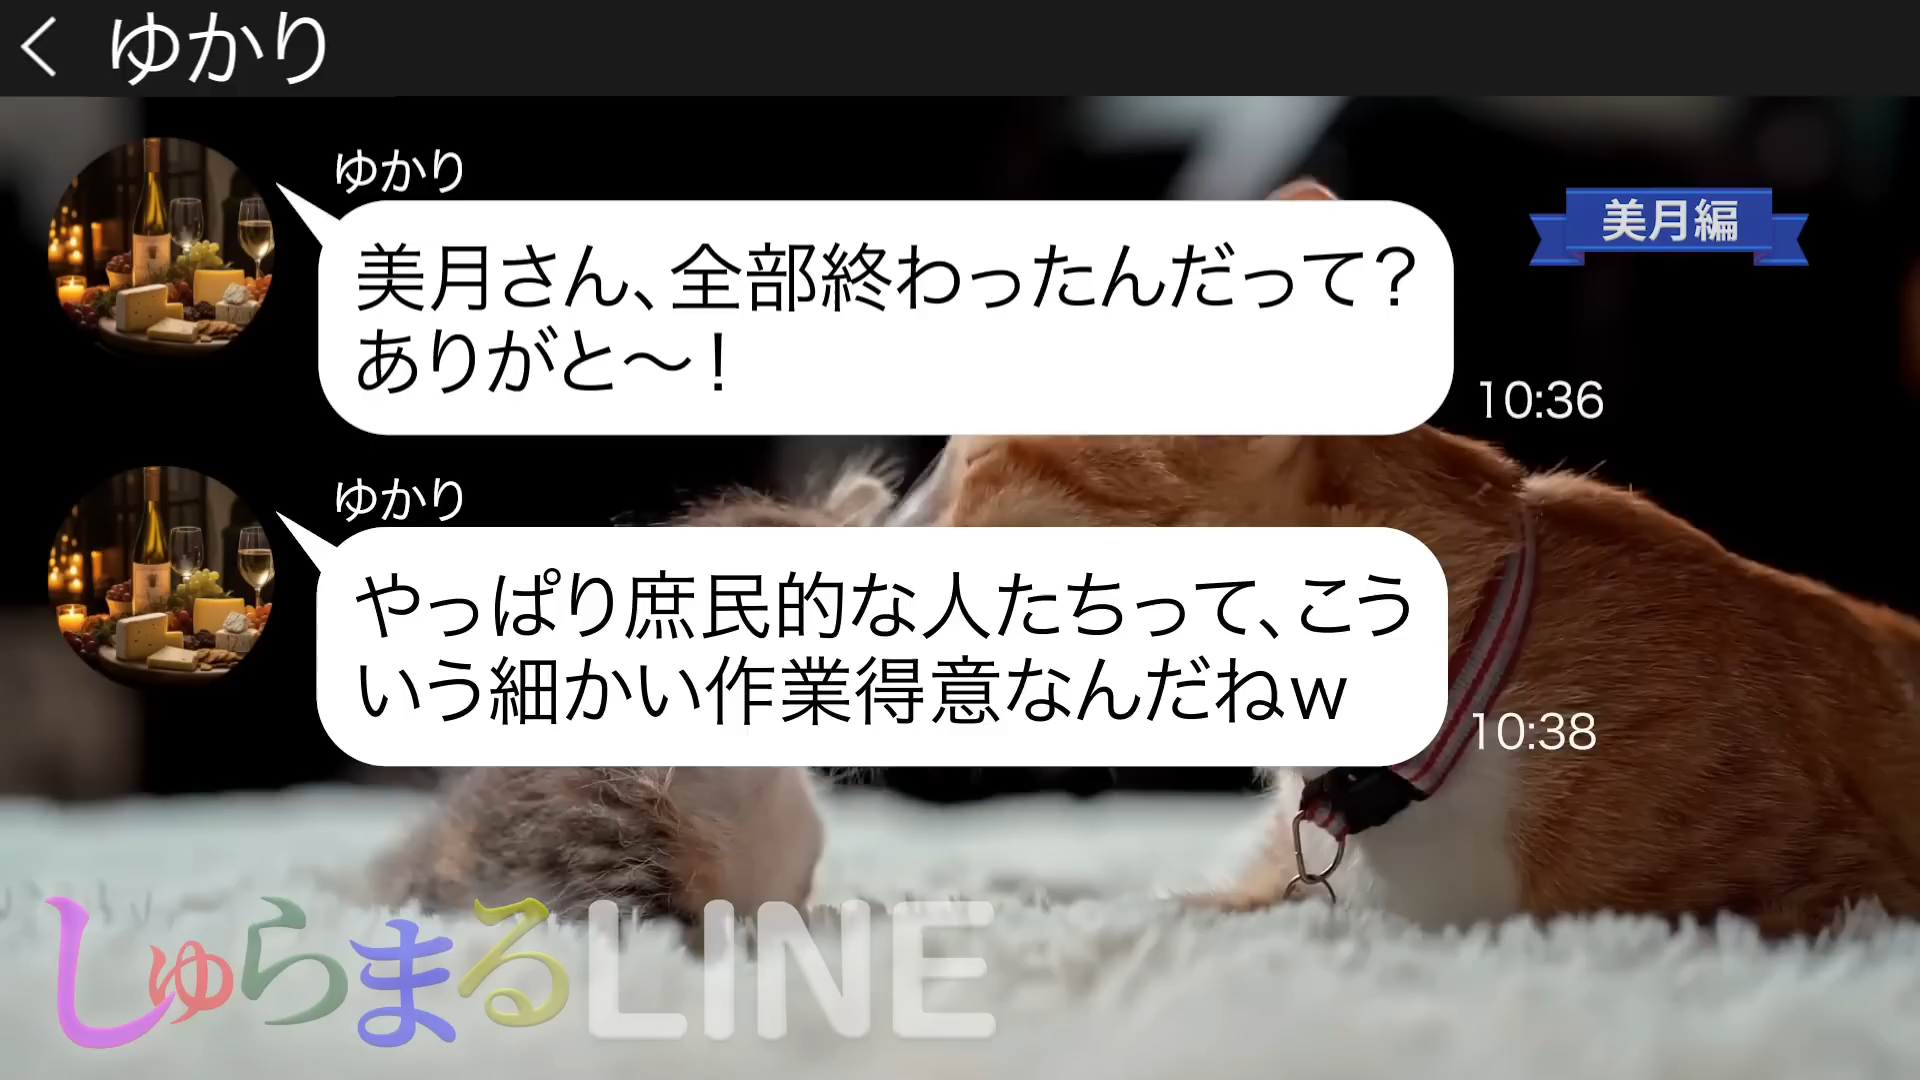 ゆかり
ゆかり
美月編
美月さん、全部終わったんだって？
ありがと〜！
10:36
ゆかり
やっぱり庶民的な人たちって、こう
いう細かい作業得意なんだねw
10:38
しゅらまるLINE